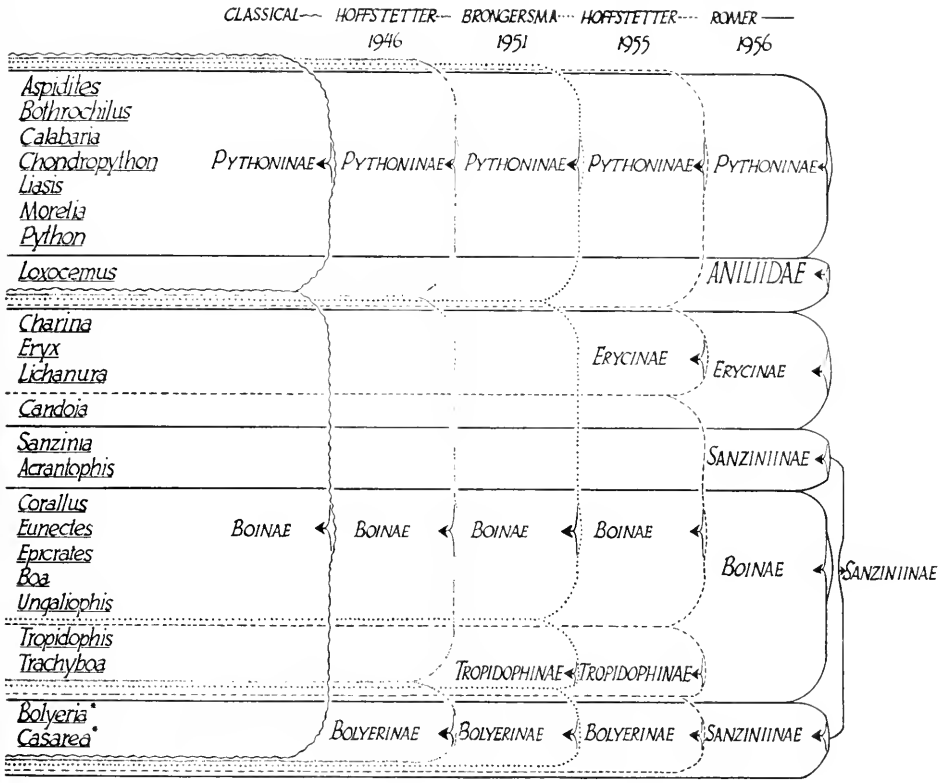 CLASSICAL HOFFSTETTER BRONGERSMA HOFFSTETTER ROMER
1946 1951 1955 1956
Aspidites
Bothrochilus
Calabaria
Chondropython PYTHONINAE PYTHONINAE PYTHONINAE PYTHONINAE PYTHONINAE
Liasis
Morelia
Python
Loxocemus ANILIIDAE
Charina
Eryx ERYCINAE
Lichanura ERYCINAE
Candoia
Sanzinia SANZINIINAE
Acrantophis
Corallus
Eunectes BOINAE BOINAE BOINAE BOINAE
Epicrates
Boa BOINAE SANZINIINAE
Ungaliophis
Tropidophis
Trachyboa TROPIDOPHINAE TROPIDOPHINAE
Bolyeria*
Casarea* BOLYERINAE BOLYERINAE BOLYERINAE SANZINIINAE